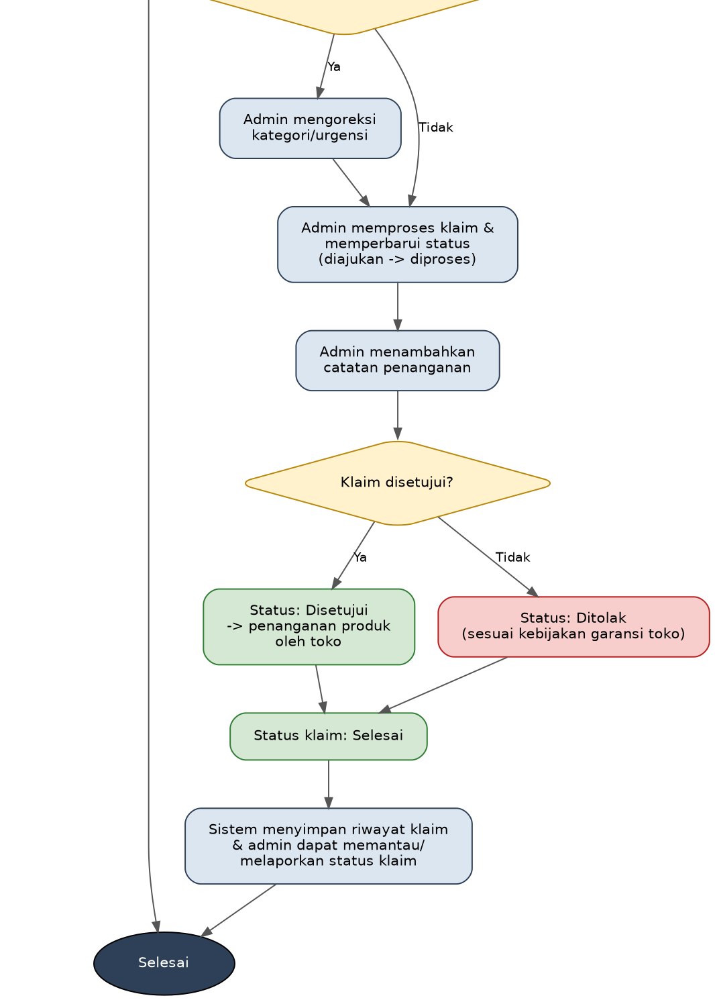 Ya
Tidak
Admin mengoreksi
kategori/urgensi
Admin memproses klaim &
memperbarui status
(diajukan -> diproses)
Admin menambahkan
catatan penanganan
Klaim disetujui?
Ya
Tidak
Status: Disetujui
-> penanganan produk
oleh toko
Status: Ditolak
(sesuai kebijakan garansi toko)
Status klaim: Selesai
Sistem menyimpan riwayat klaim
& admin dapat memantau/
melaporkan status klaim
Selesai